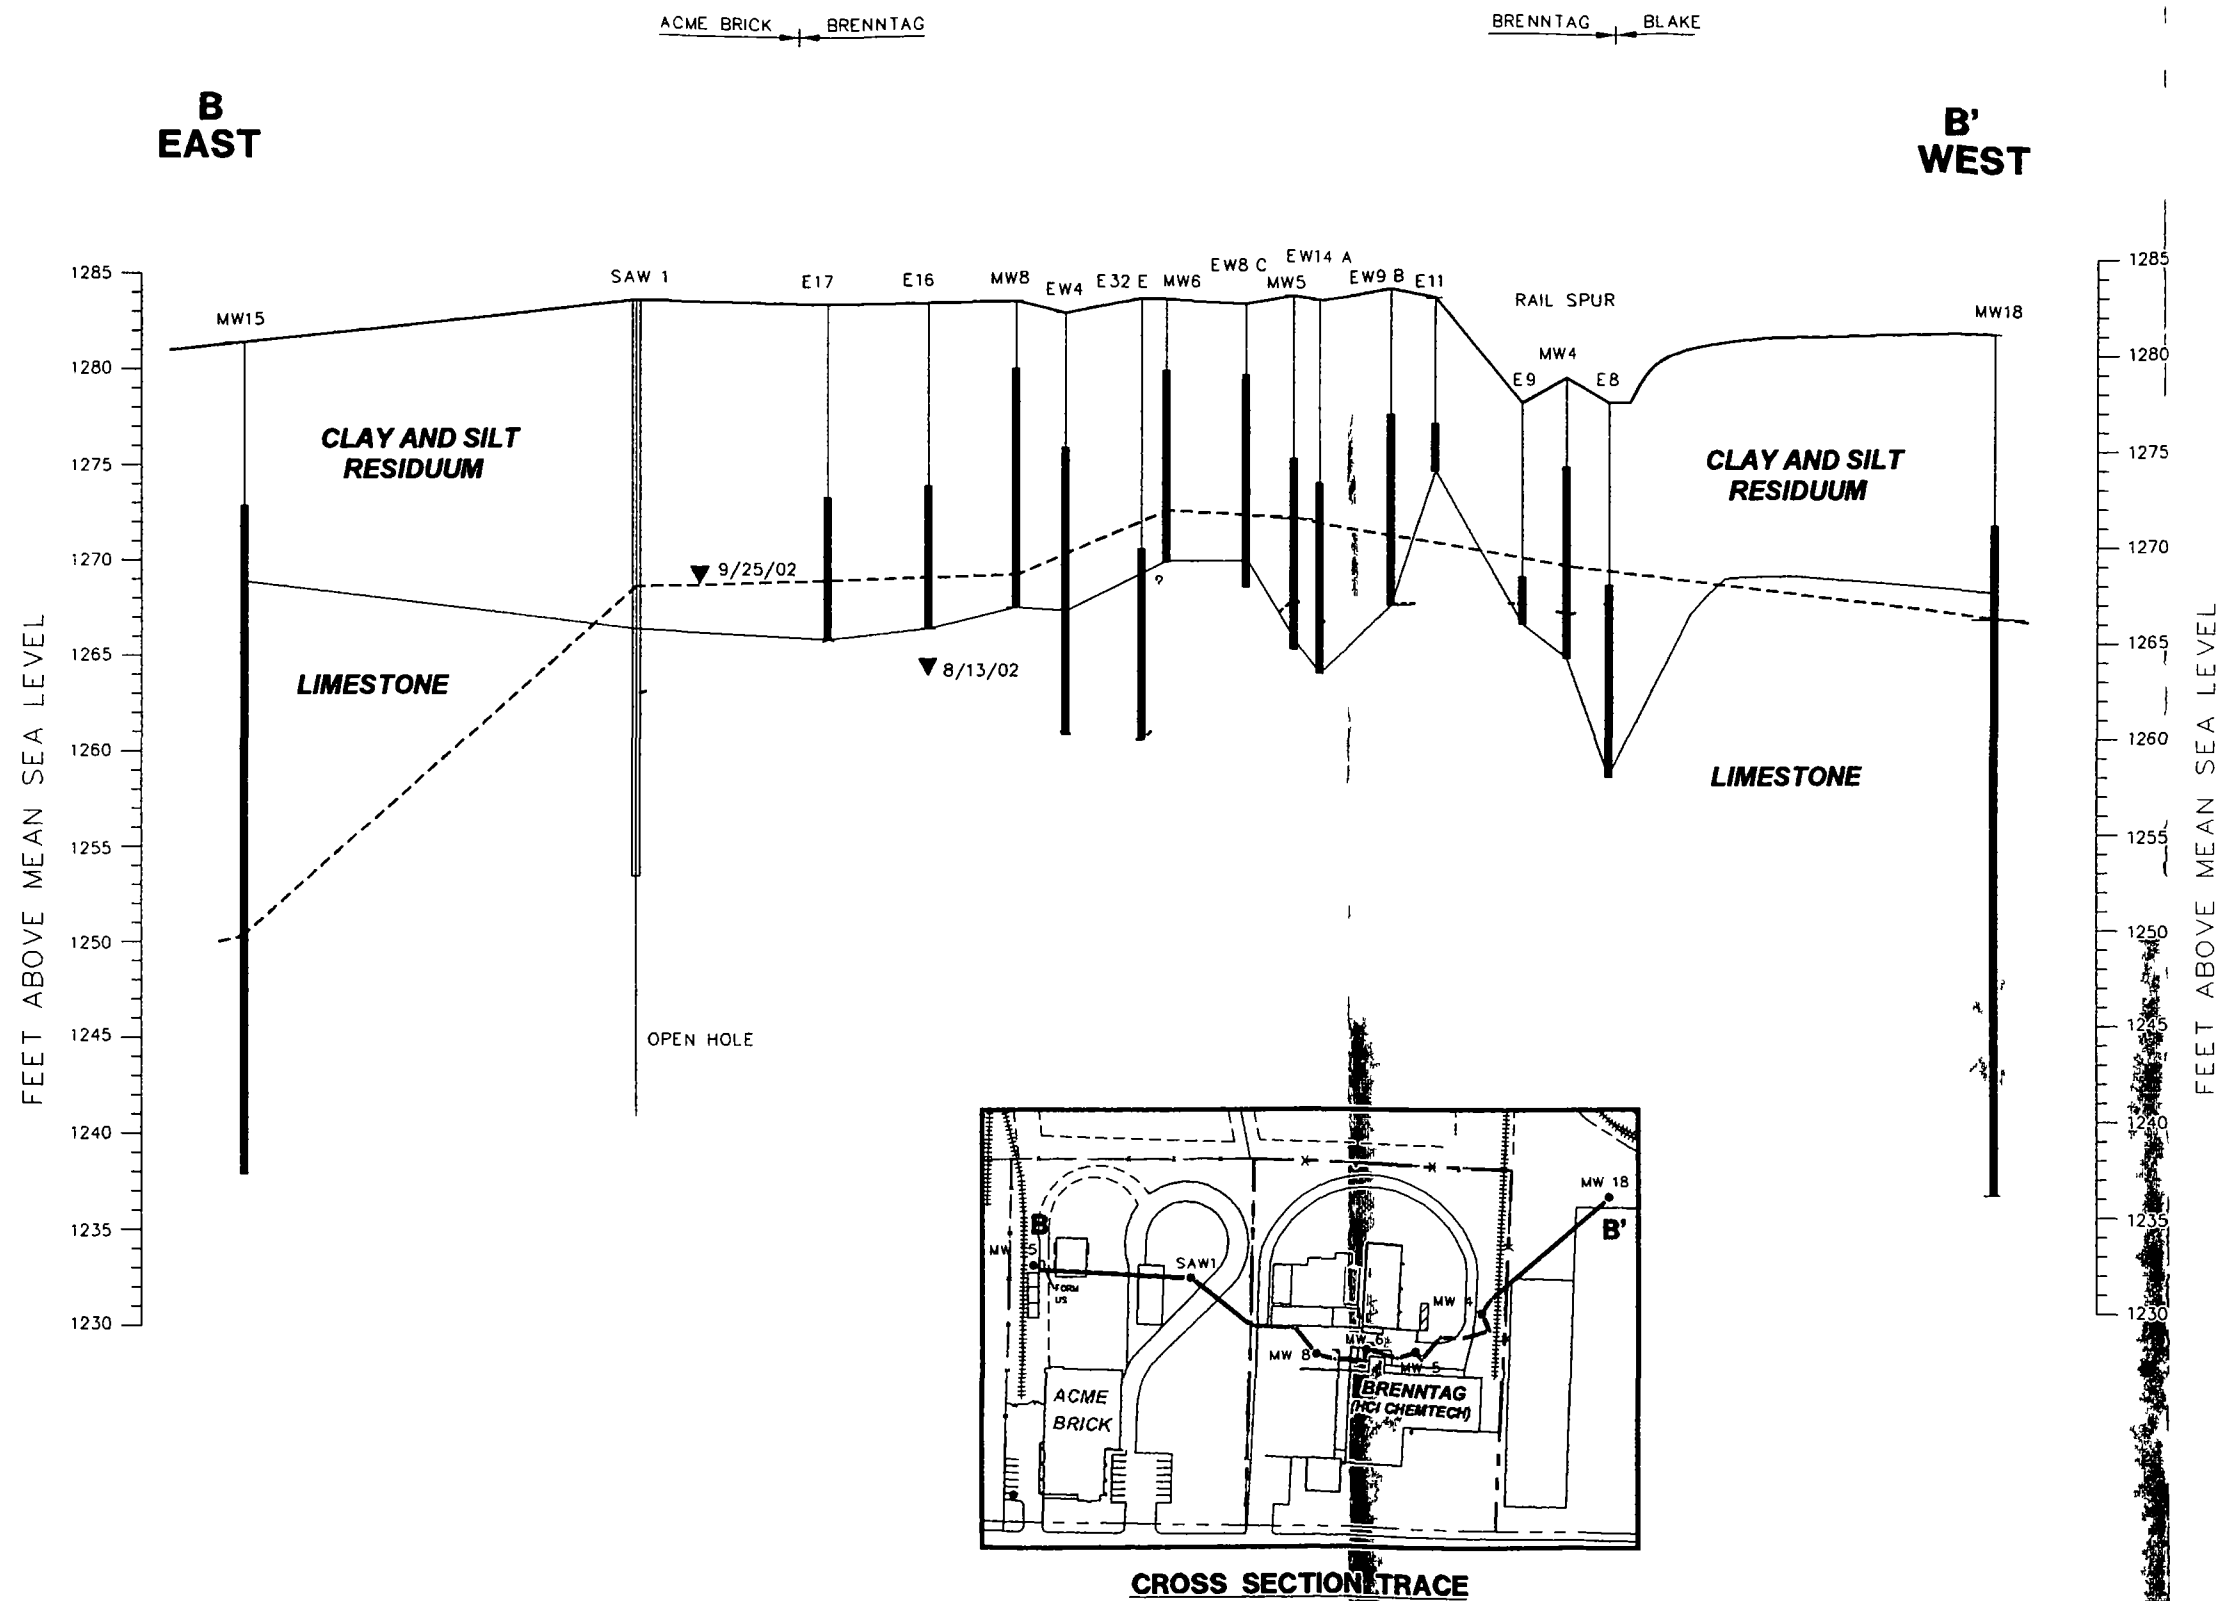 ACME BRICK BRENNTAG
BRENNTAG BLAKE
B
EAST
B'
WEST
FEET ABOVE MEAN SEA LEVEL
1285
1280
1275
1270
1265
1260
1255
1250
1245
1240
1235
1230
MW15
SAW 1
E17
E16
MW8
EW4
E32 E
MW6
EW8 C
MW5
EW14 A
EW9 B
E11
RAIL SPUR
E9
MW4
E8
MW18
CLAY AND SILT
RESIDUUM
CLAY AND SILT
RESIDUUM
9/25/02
?
8/13/02
LIMESTONE
LIMESTONE
OPEN HOLE
1285
1280
1275
1270
1265
1260
1255
1250
1245
1240
1235
1230
FEET ABOVE MEAN SEA LEVEL
MW 18
B
B'
MW 5
SAW1
FORM
US
MW 4
MW 6
MW 8
MW 5
ACME
BRICK
BRENNTAG
(HCI CHEMTECH)
CROSS SECTION TRACE